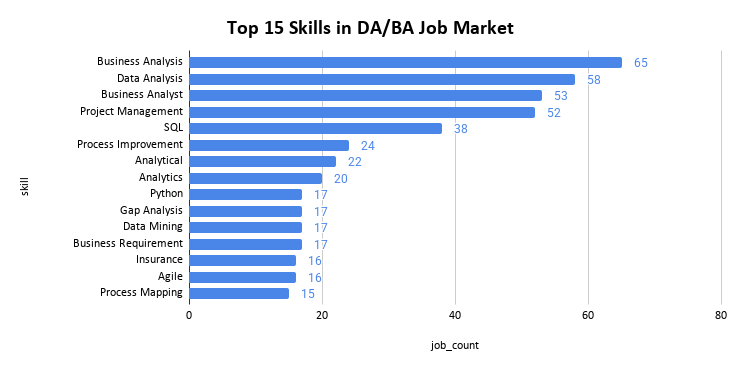 Top 15 Skills in DA/BA Job Market
skill
Business Analysis 65
Data Analysis 58
Business Analyst 53
Project Management 52
SQL 38
Process Improvement 24
Analytical 22
Analytics 20
Python 17
Gap Analysis 17
Data Mining 17
Business Requirement 17
Insurance 16
Agile 16
Process Mapping 15
0 20 40 60 80
job_count